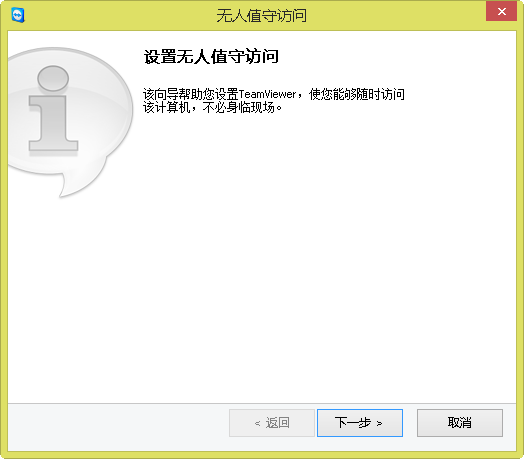 无人值守访问
设置无人值守访问
该向导帮助您设置TeamViewer，使您能够随时访问
该计算机，不必身临现场。
< 返回
下一步 >
取消